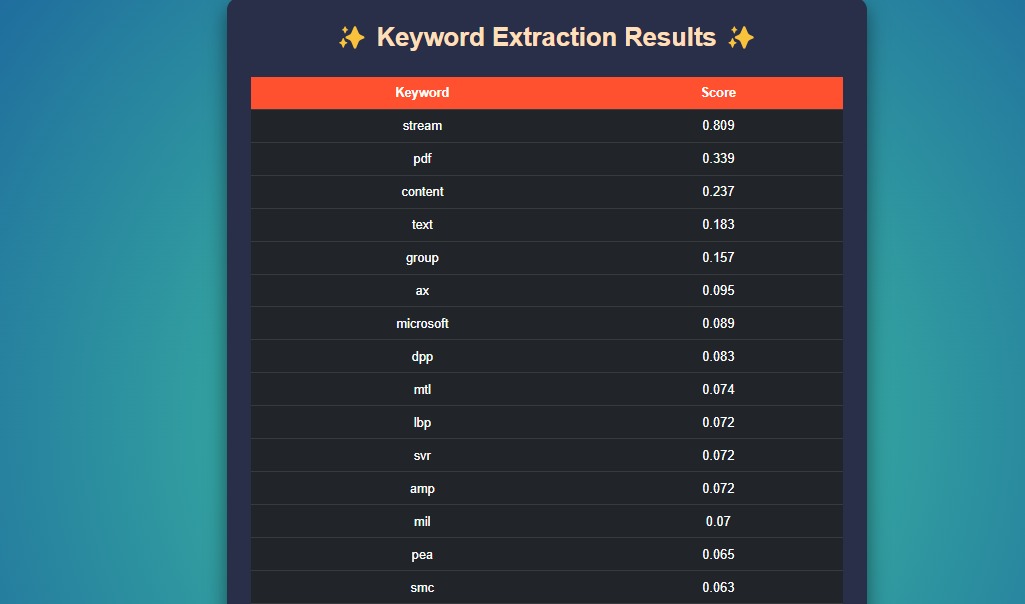 ✨ Keyword Extraction Results ✨
Keyword Score
stream 0.809
pdf 0.339
content 0.237
text 0.183
group 0.157
ax 0.095
microsoft 0.089
dpp 0.083
mtl 0.074
lbp 0.072
svr 0.072
amp 0.072
mil 0.07
pea 0.065
smc 0.063